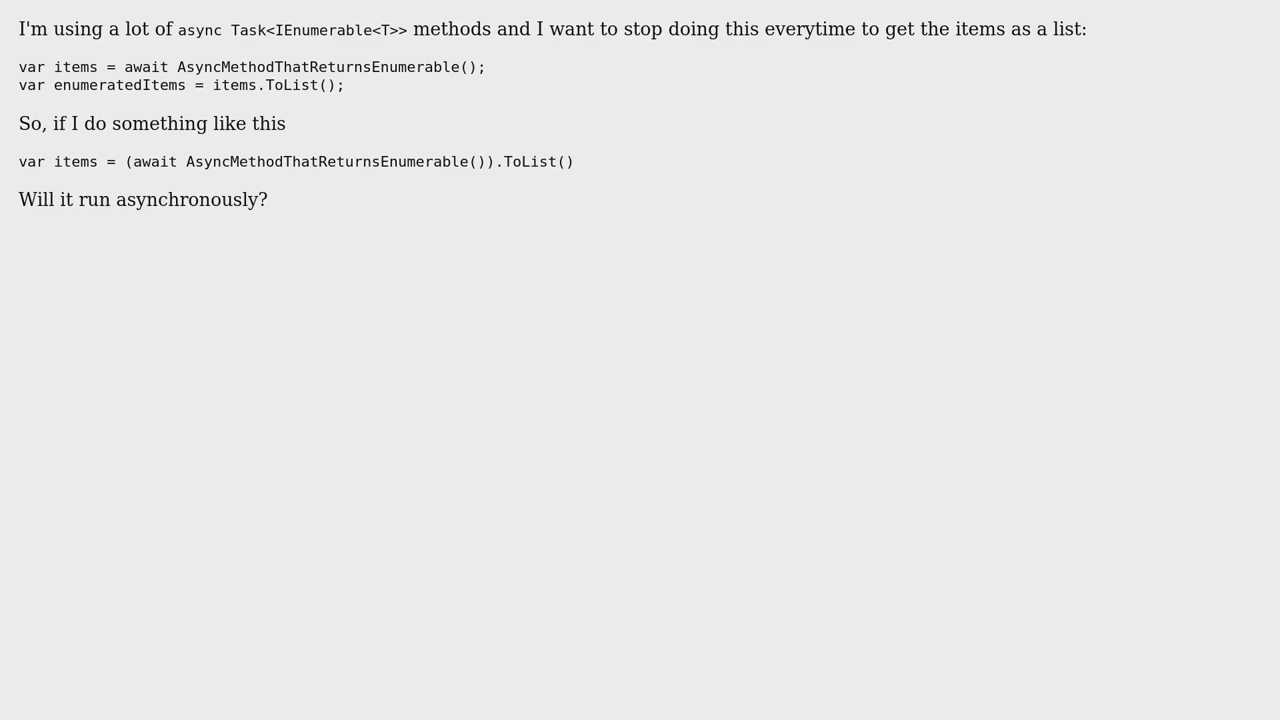 I'm using a lot of async Task<IEnumerable<T>> methods and I want to stop doing this everytime to get the items as a list:
var items = await AsyncMethodThatReturnsEnumerable();
var enumeratedItems = items.ToList();
So, if I do something like this
var items = (await AsyncMethodThatReturnsEnumerable()).ToList()
Will it run asynchronously?